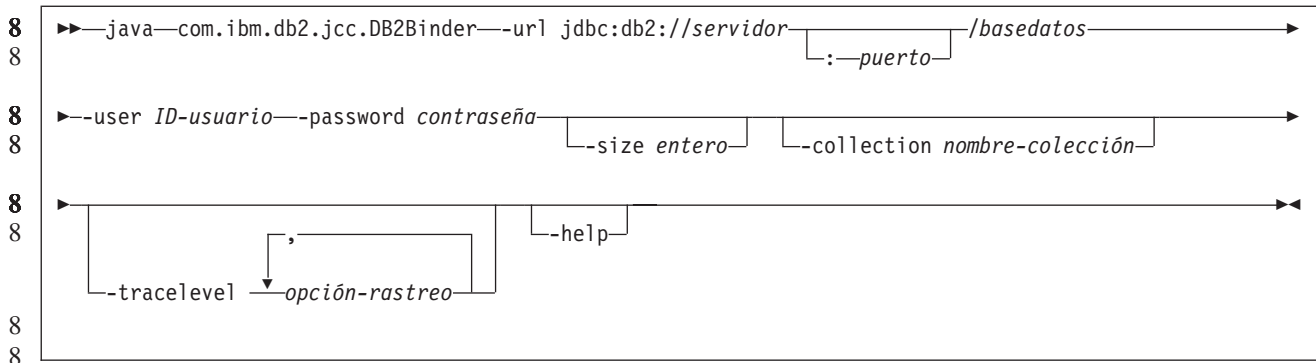 8 java com.ibm.db2.jcc.DB2Binder -url jdbc:db2://servidor /basedatos
8 : puerto
8 -user ID-usuario -password contraseña
8 -size entero -collection nombre-colección
8
8 , -help
-tracelevel opción-rastreo
8
8